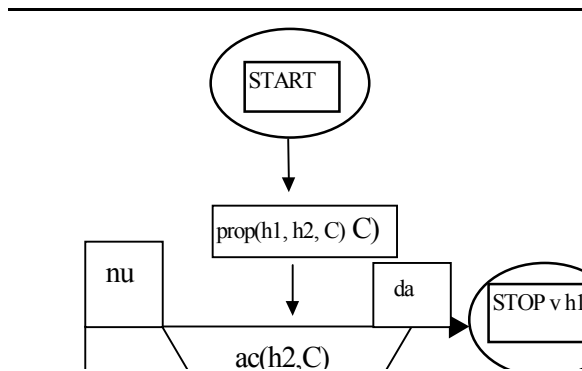 START
prop(h1, h2, C) C)
nu
da
STOP v h1
ac(h2,C)